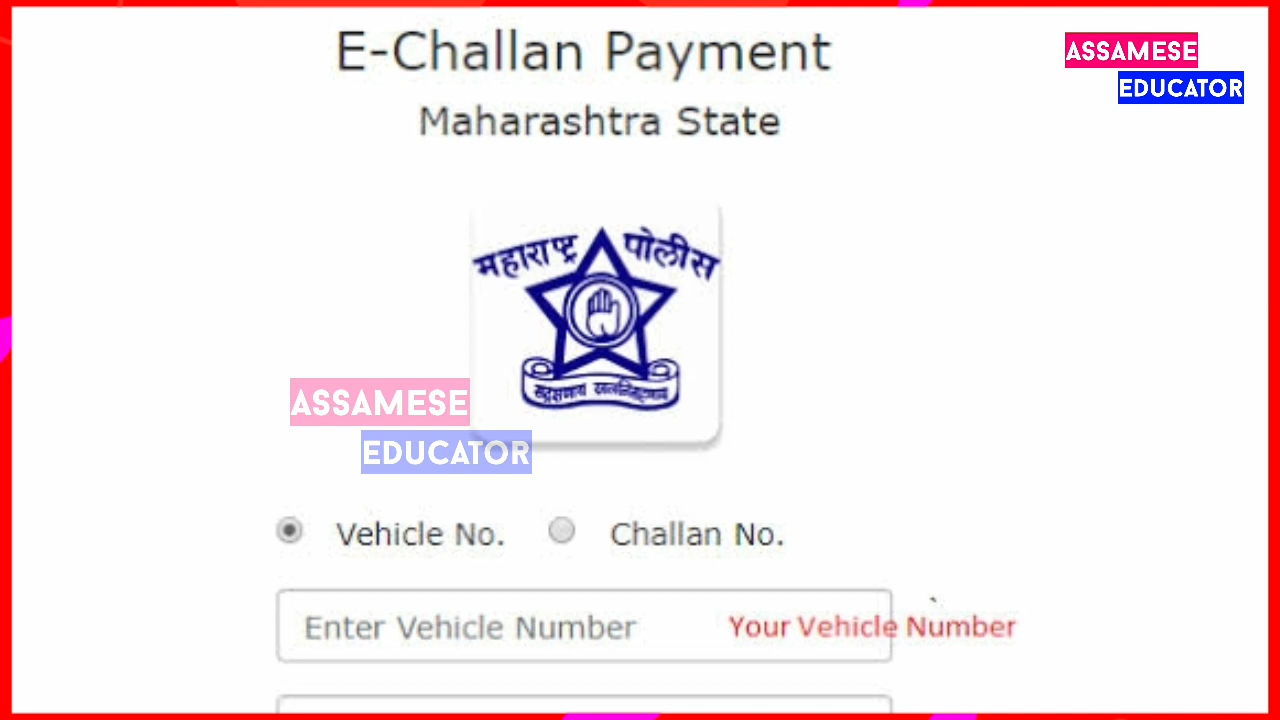 E-Challan Payment
ASSAMESE
EDUCATOR
Maharashtra State
महाराष्ट्र पोलीस
ASSAMESE
EDUCATOR
Vehicle No. Challan No.
Enter Vehicle Number Your Vehicle Number